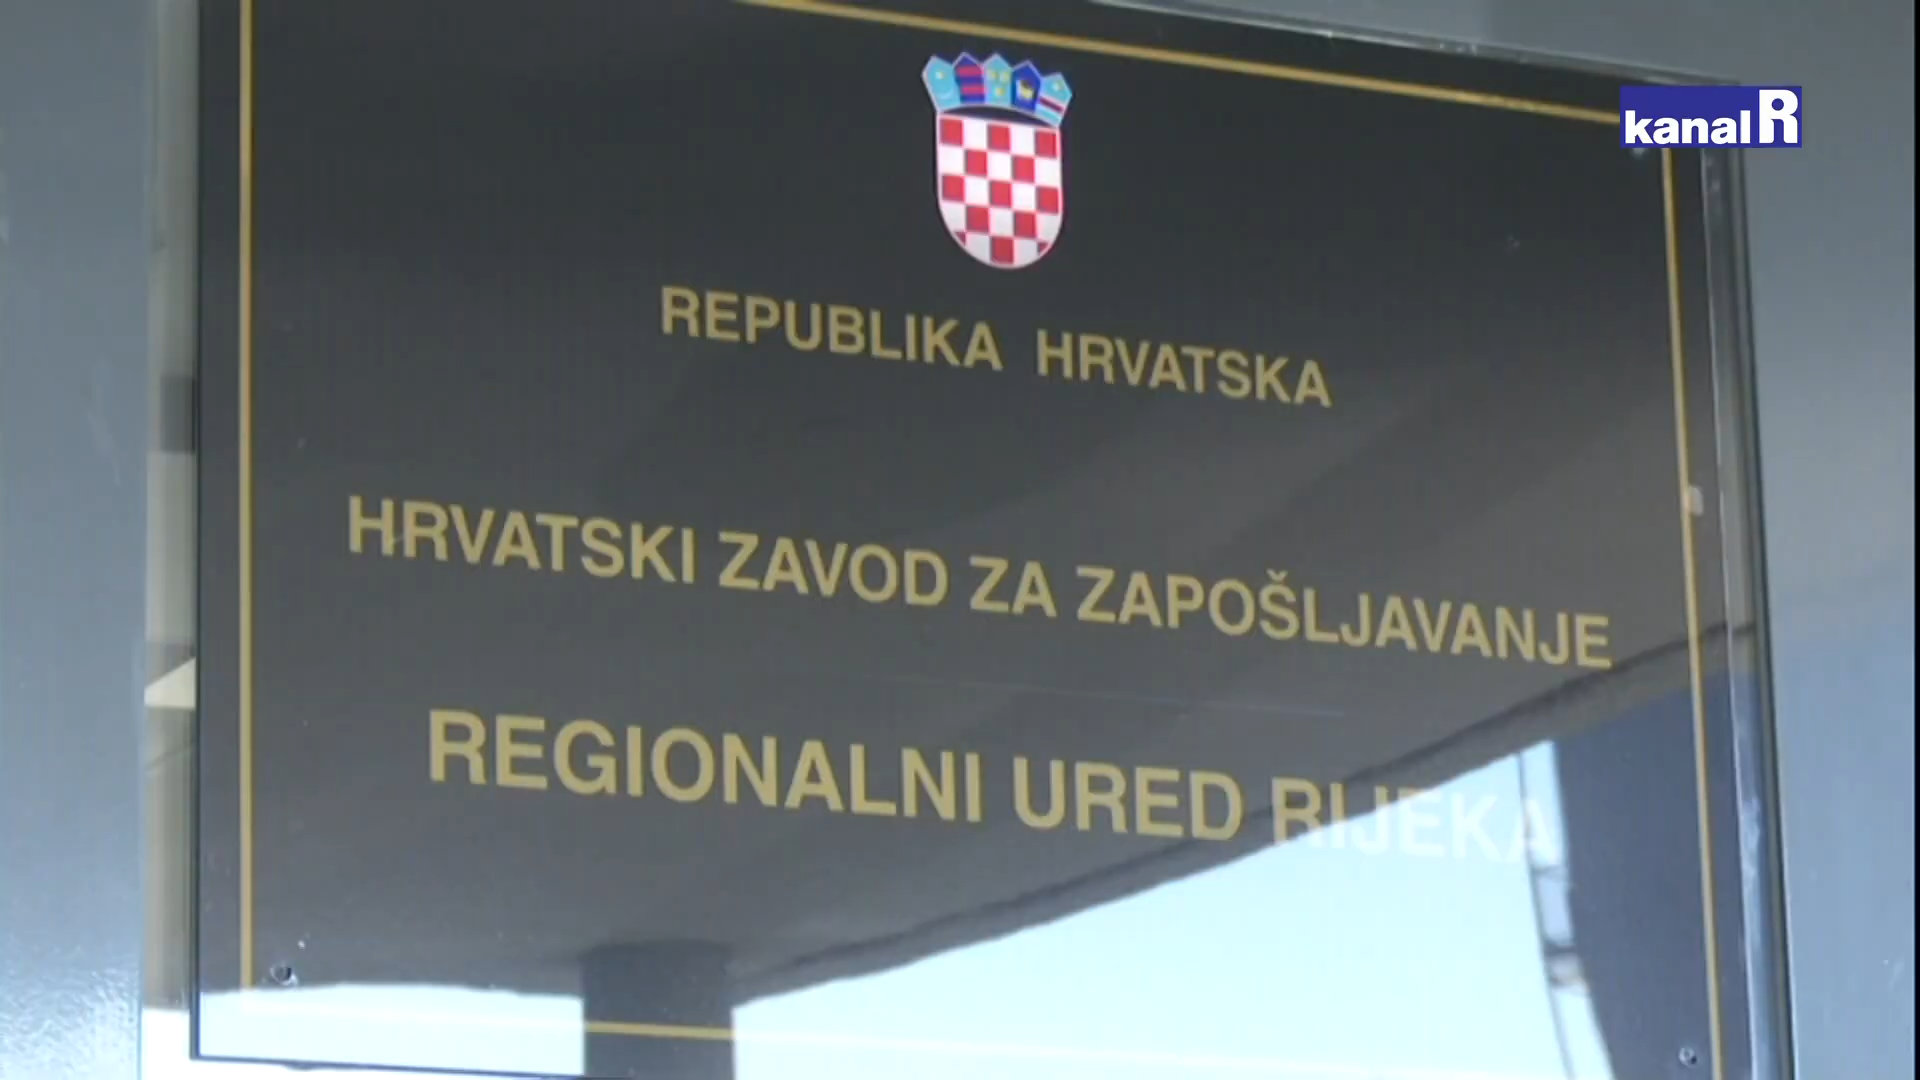 kanal R
REPUBLIKA HRVATSKA
HRVATSKI ZAVOD ZA ZAPOŠLJAVANJE
REGIONALNI URED RIJEKA